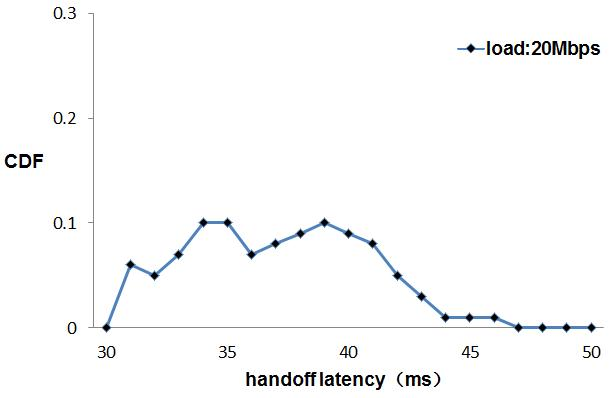 0.3
load:20Mbps
0.2
CDF
0.1
0
30 35 40 45 50
handoff latency（ms）